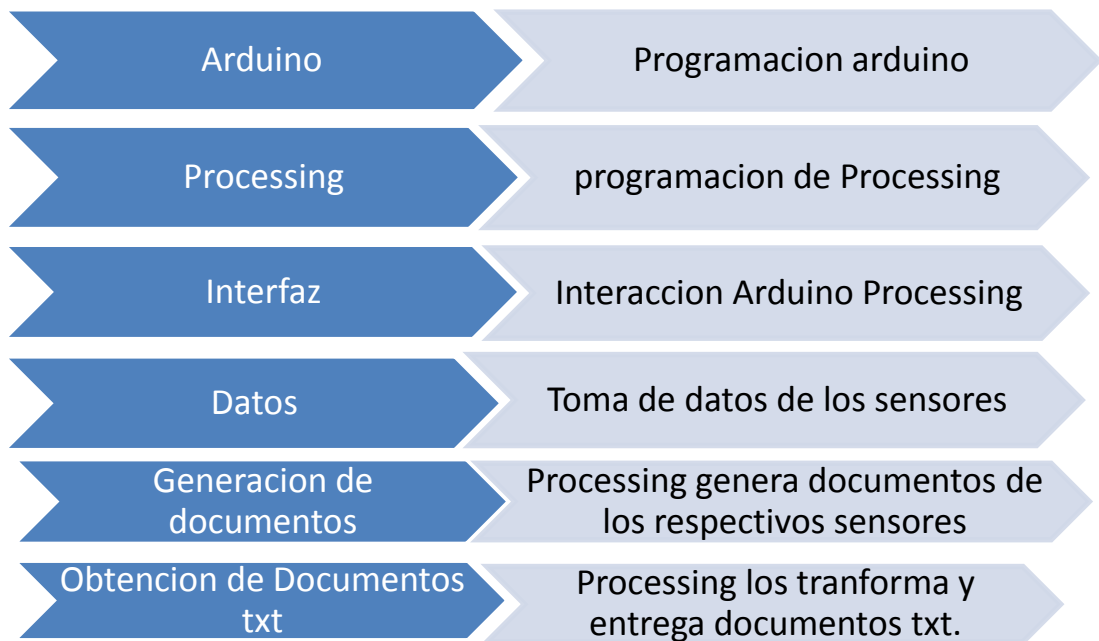 Arduino
Programacion arduino
Processing
programacion de Processing
Interfaz
Interaccion Arduino Processing
Datos
Toma de datos de los sensores
Generacion de
documentos
Processing genera documentos de
los respectivos sensores
Obtencion de Documentos
txt
Processing los tranforma y
entrega documentos txt.